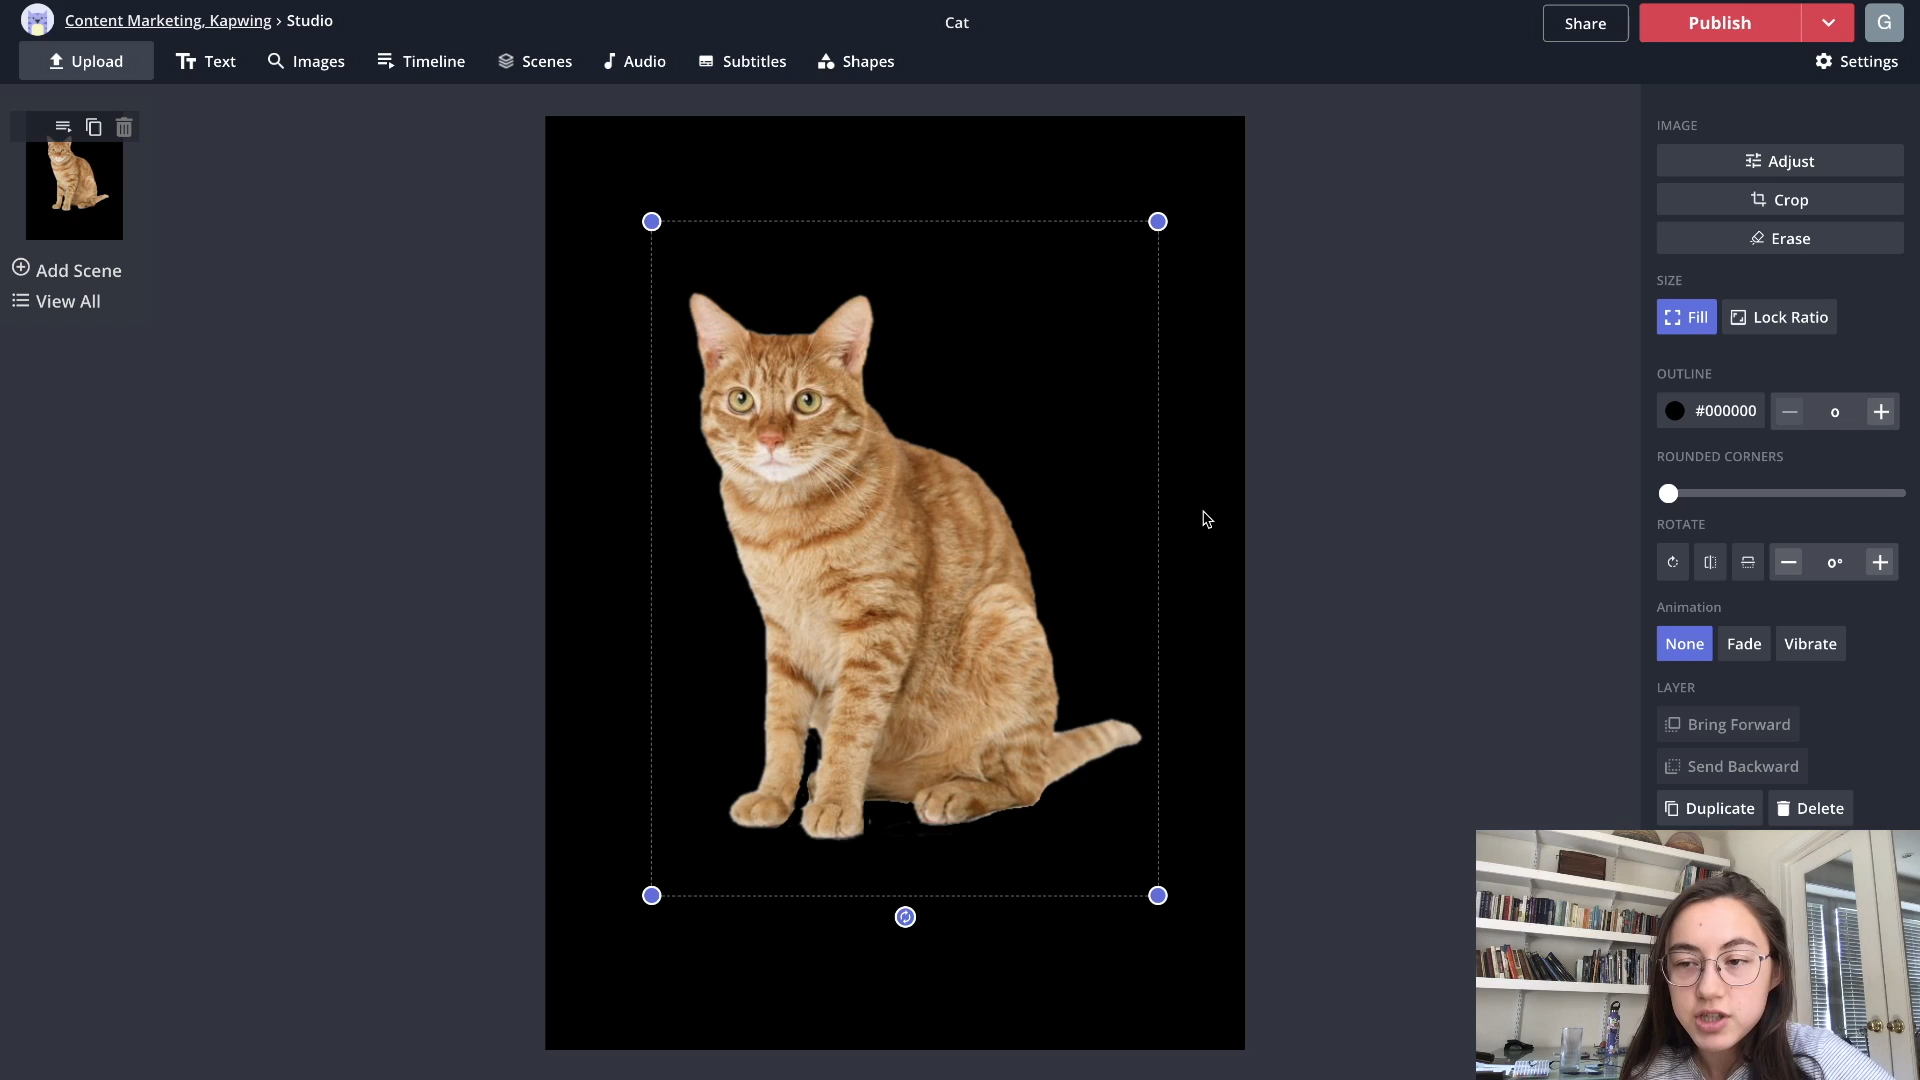 Content Marketing, Kapwing › Studio
Cat
Share
Publish
G
Upload
Text
Images
Timeline
Scenes
Audio
Subtitles
Shapes
Settings
Add Scene
View All
IMAGE
Adjust
Crop
Erase
SIZE
Fill
Lock Ratio
OUTLINE
#000000
0
ROUNDED CORNERS
ROTATE
0°
Animation
None
Fade
Vibrate
LAYER
Bring Forward
Send Backward
Duplicate
Delete